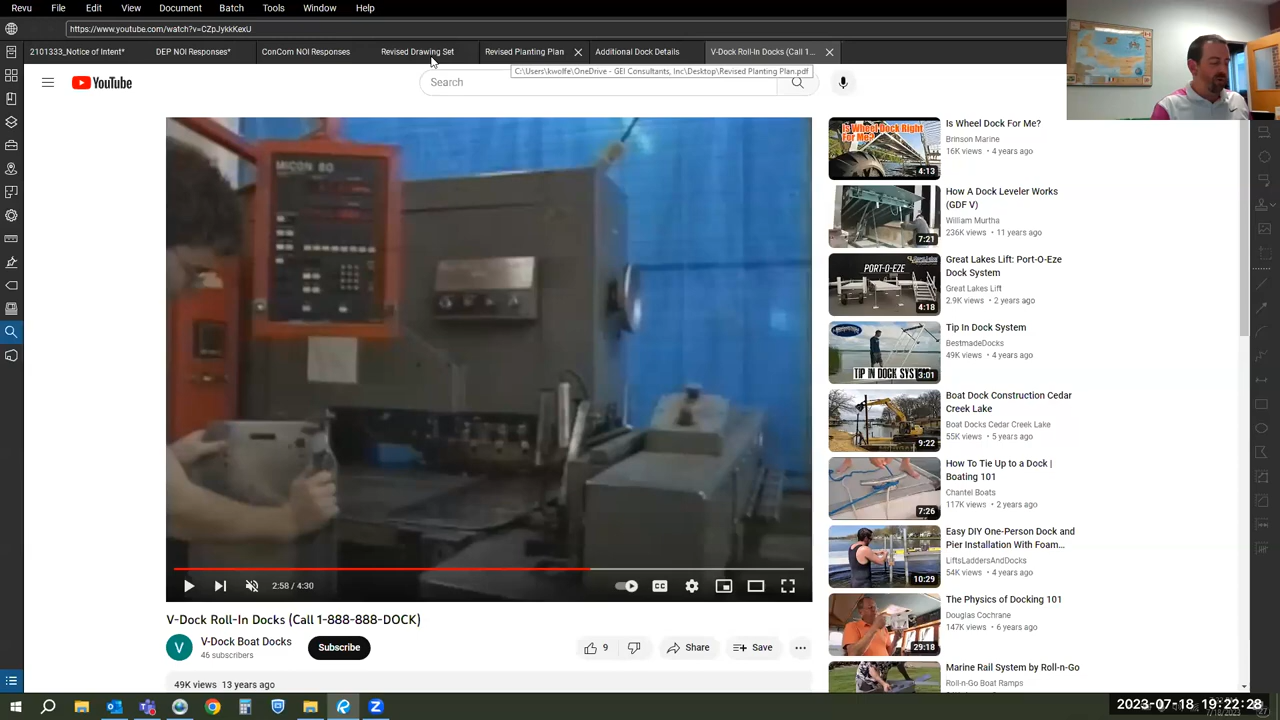 Revu File Edit View Document Batch Tools Window Help
https://www.youtube.com/watch?v=CZpJykkKexU
2101333_Notice of Intent* DEP NOI Responses* ConCom NOI Responses Revised Drawing Set Revised Planting Plan Additional Dock Details V-Dock Roll-In Docks (Call 1...
C:\Users\kwolfe\OneDrive - GEI Consultants, Inc\Desktop\Revised Planting Plan.pdf
YouTube
Search
Is Wheel Dock Right For Me?
4:13
Is Wheel Dock For Me?
Brinson Marine
16K views • 4 years ago
7:21
How A Dock Leveler Works (GDF V)
William Murtha
236K views • 11 years ago
PORT-O-EZE
4:18
Great Lakes Lift: Port-O-Eze Dock System
Great Lakes Lift
2.9K views • 2 years ago
TIP IN DOCK SYS
3:01
Tip In Dock System
BestmadeDocks
49K views • 4 years ago
9:22
Boat Dock Construction Cedar Creek Lake
Boat Docks Cedar Creek Lake
55K views • 5 years ago
7:26
How To Tie Up to a Dock | Boating 101
Chantel Boats
117K views • 2 years ago
10:29
Easy DIY One-Person Dock and Pier Installation With Foam...
LiftsLaddersAndDocks
54K views • 4 years ago
29:18
The Physics of Docking 101
Douglas Cochrane
147K views • 6 years ago
Marine Rail System by Roll-n-Go
Roll-n-Go Boat Ramps
2:58 / 4:30
CC
V-Dock Roll-In Docks (Call 1-888-888-DOCK)
V
V-Dock Boat Docks
46 subscribers
Subscribe
9
Share
Save
49K views 13 years ago
2023-07-18 19:22:28